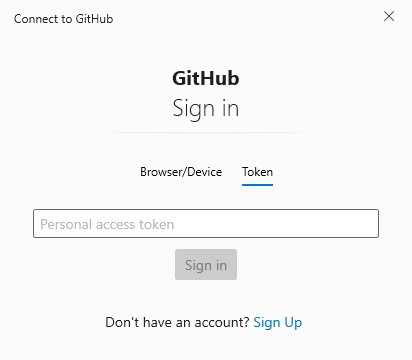 Connect to GitHub
GitHub
Sign in
Browser/Device Token
Personal access token
Sign in
Don't have an account? Sign Up